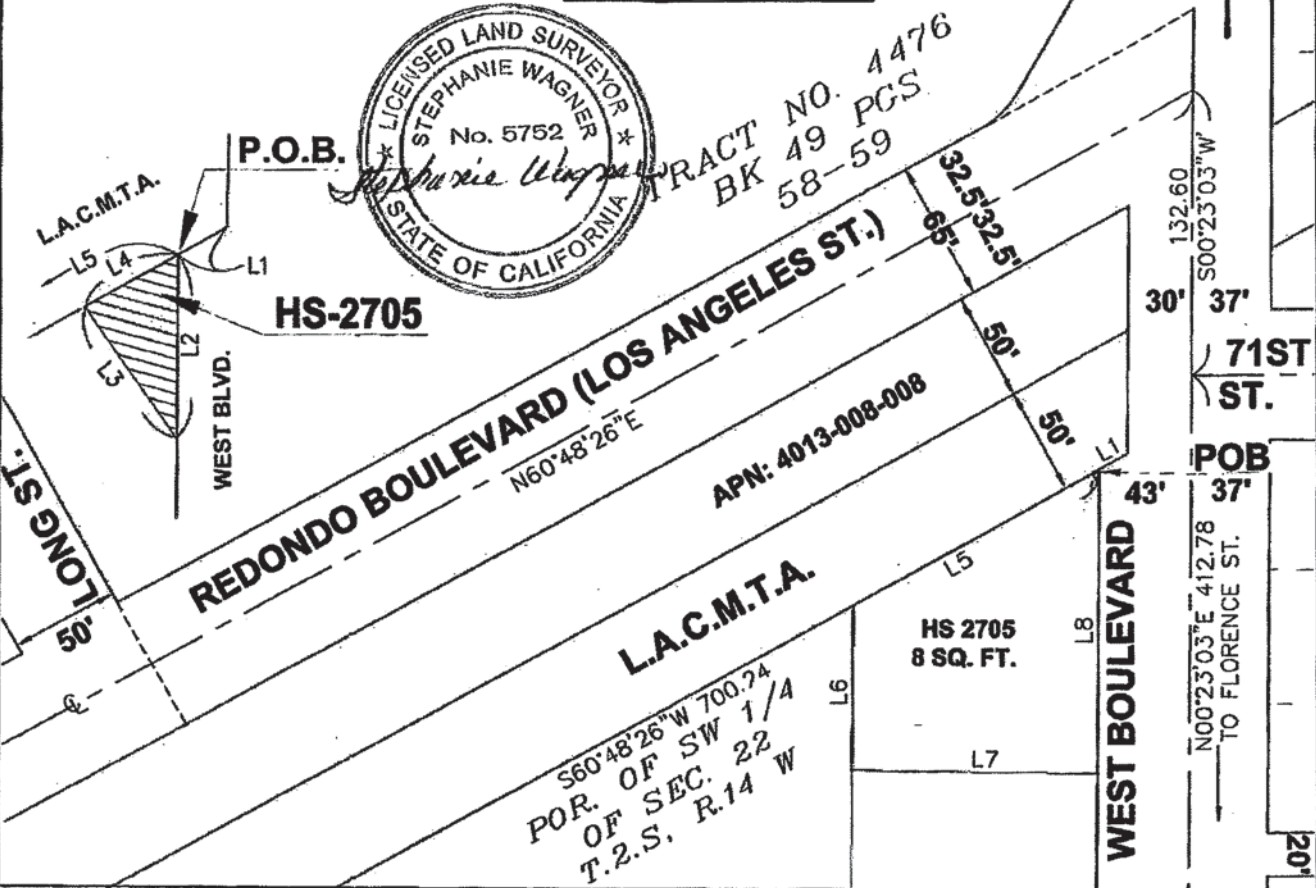 LICENSED LAND SURVEYOR
STEPHANIE WAGNER
No. 5752
Stephanie Wagner
STATE OF CALIFORNIA
P.O.B.
L.A.C.M.T.A.
L5
L4
L1
HS-2705
L2
L3
WEST BLVD.
TRACT NO. 4476
BK 49 PGS
58-59
32.5' 32.5'
65'
132.60
S00°23'03"W
30' 37'
71ST
ST.
REDONDO BOULEVARD (LOS ANGELES ST.)
N60°48'26"E
50'
APN: 4013-008-008
50'
L1
POB
43' 37'
LONG ST.
50'
CL
L.A.C.M.T.A.
L5
HS 2705
8 SQ. FT.
L8
L6
L7
WEST BOULEVARD
N00°23'03"E 412.78
TO FLORENCE ST.
S60°48'26"W 700.74
POR. OF SW 1/4
OF SEC. 22
T.2.S, R.14 W
20'